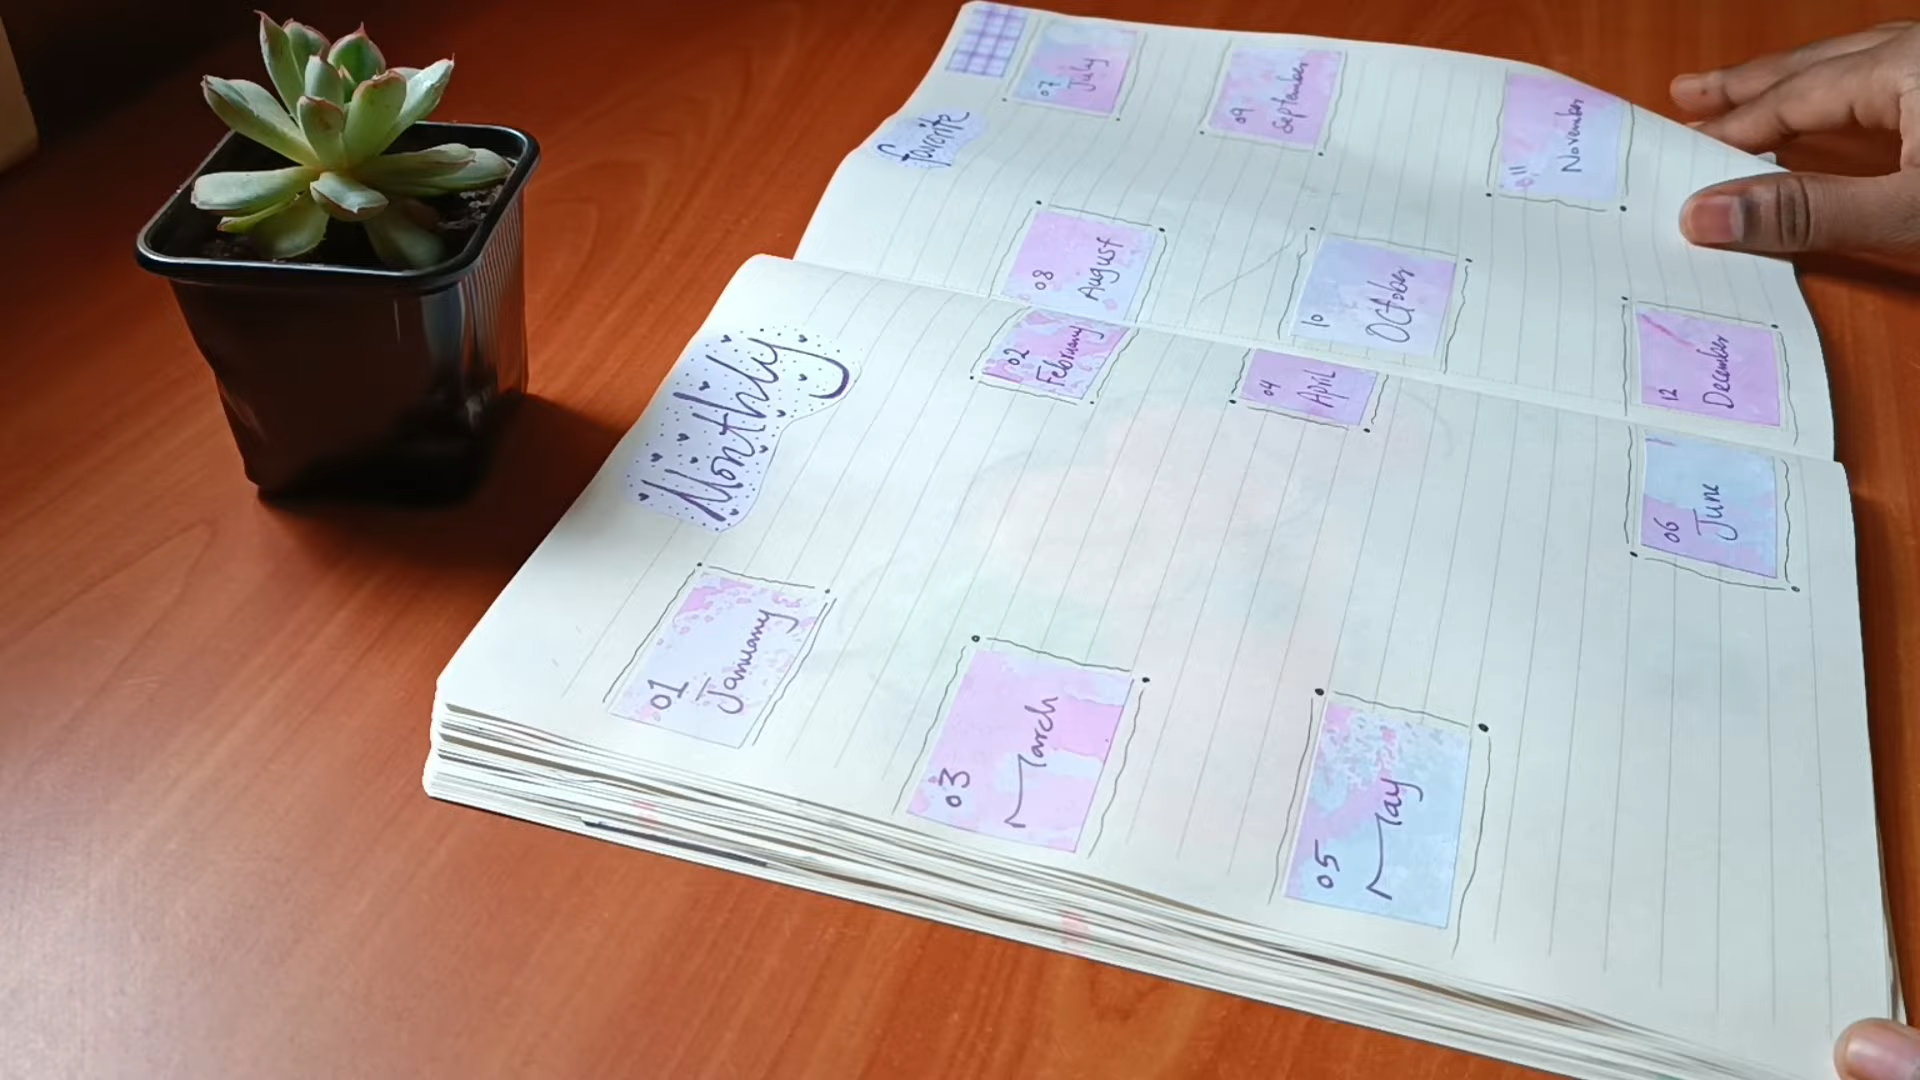 Monthly
01
January
02
February
03
March
04
April
05
May
06
June
favorite
07
July
08
August
09
September
10
October
11
November
12
December